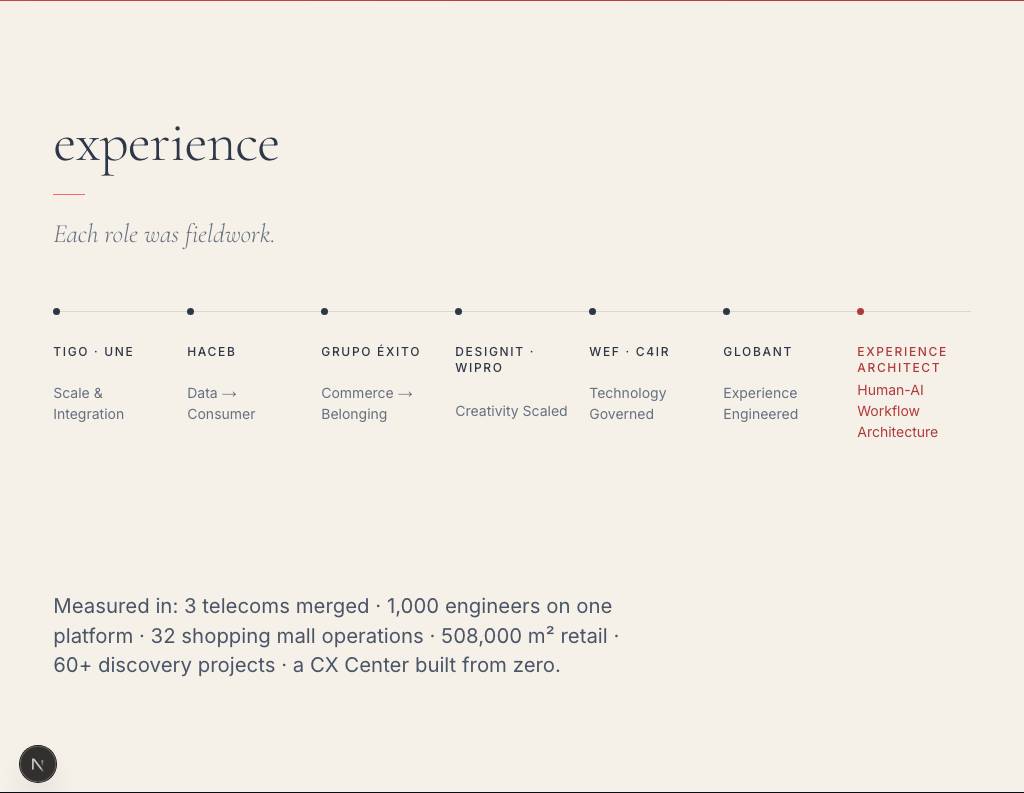 experience
Each role was fieldwork.
TIGO · UNE
Scale &
Integration
HACEB
Data →
Consumer
GRUPO ÉXITO
Commerce →
Belonging
DESIGNIT ·
WIPRO
Creativity Scaled
WEF · C4IR
Technology
Governed
GLOBANT
Experience
Engineered
EXPERIENCE
ARCHITECT
Human-AI
Workflow
Architecture
Measured in: 3 telecoms merged · 1,000 engineers on one
platform · 32 shopping mall operations · 508,000 m² retail ·
60+ discovery projects · a CX Center built from zero.
N